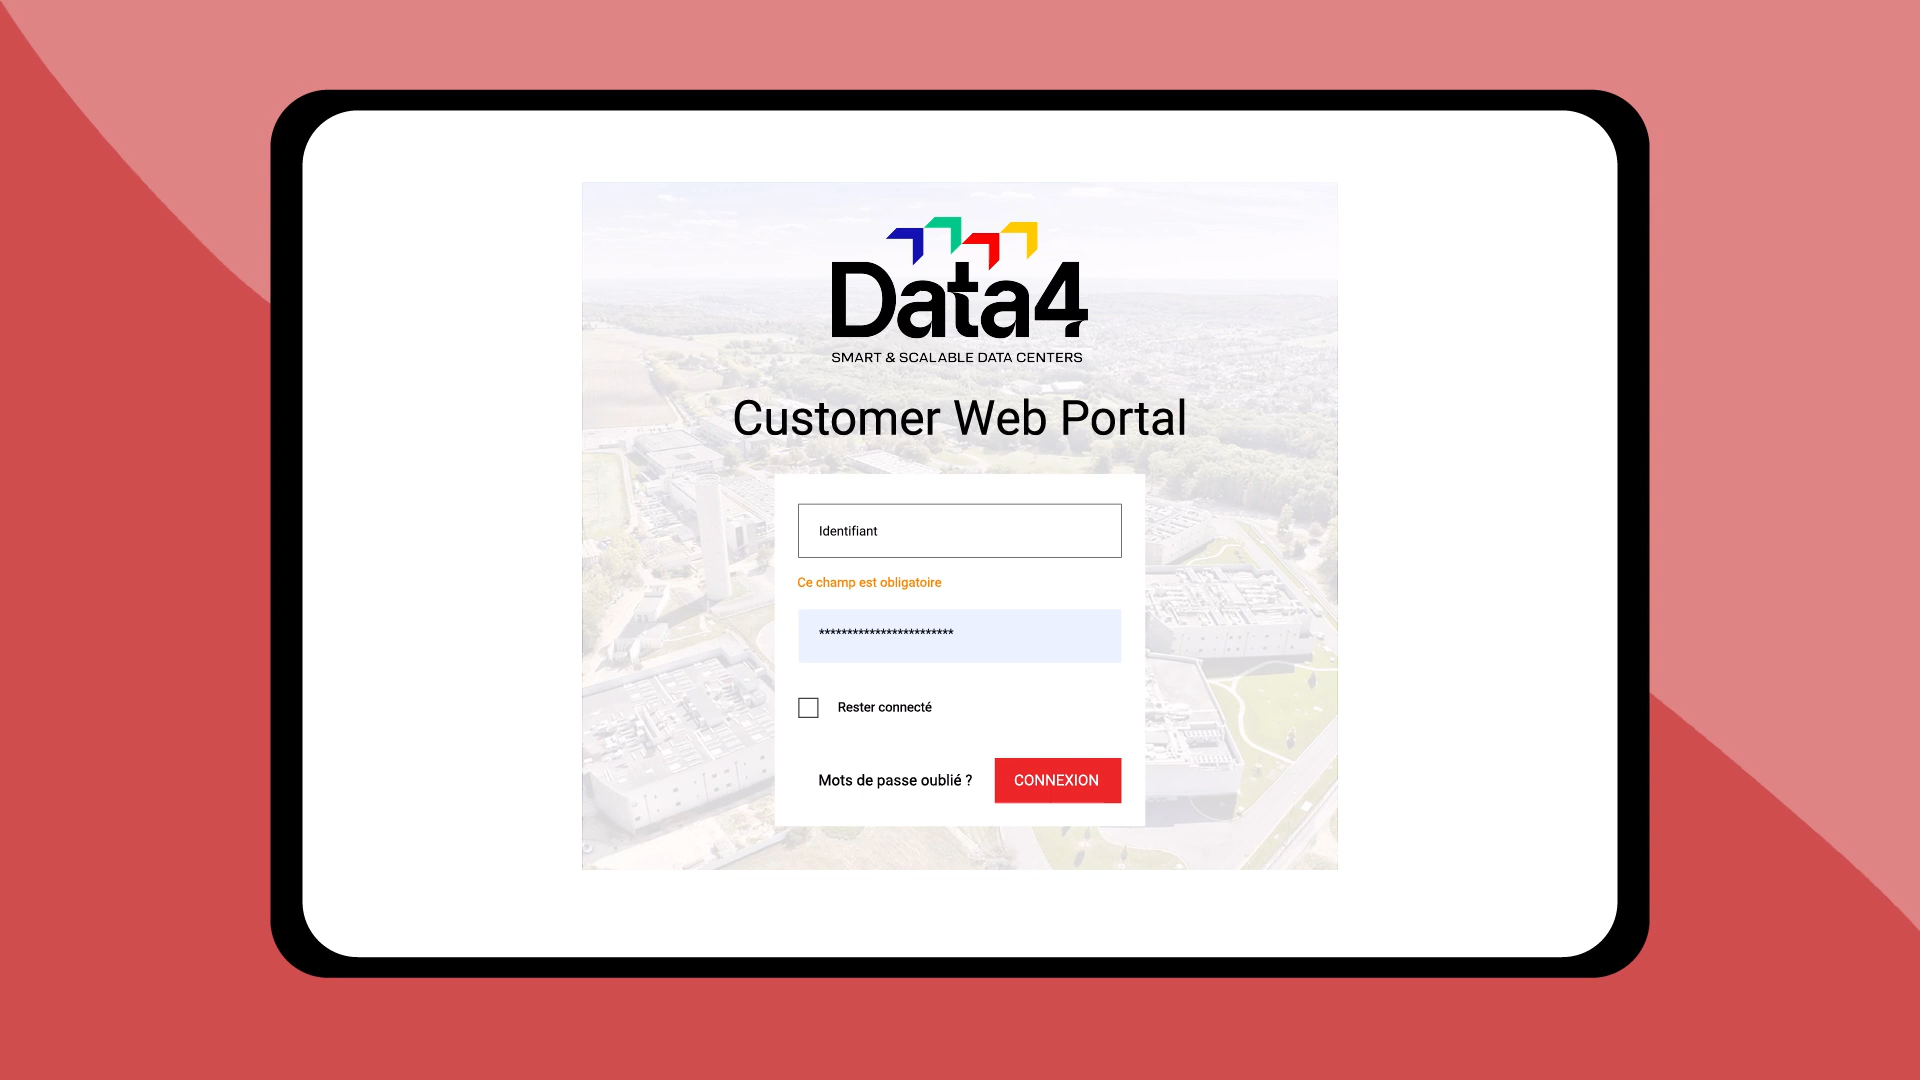 Data4
SMART & SCALABLE DATA CENTERS
Customer Web Portal
Identifiant
Ce champ est obligatoire
************************
Rester connecté
Mots de passe oublié ?
CONNEXION